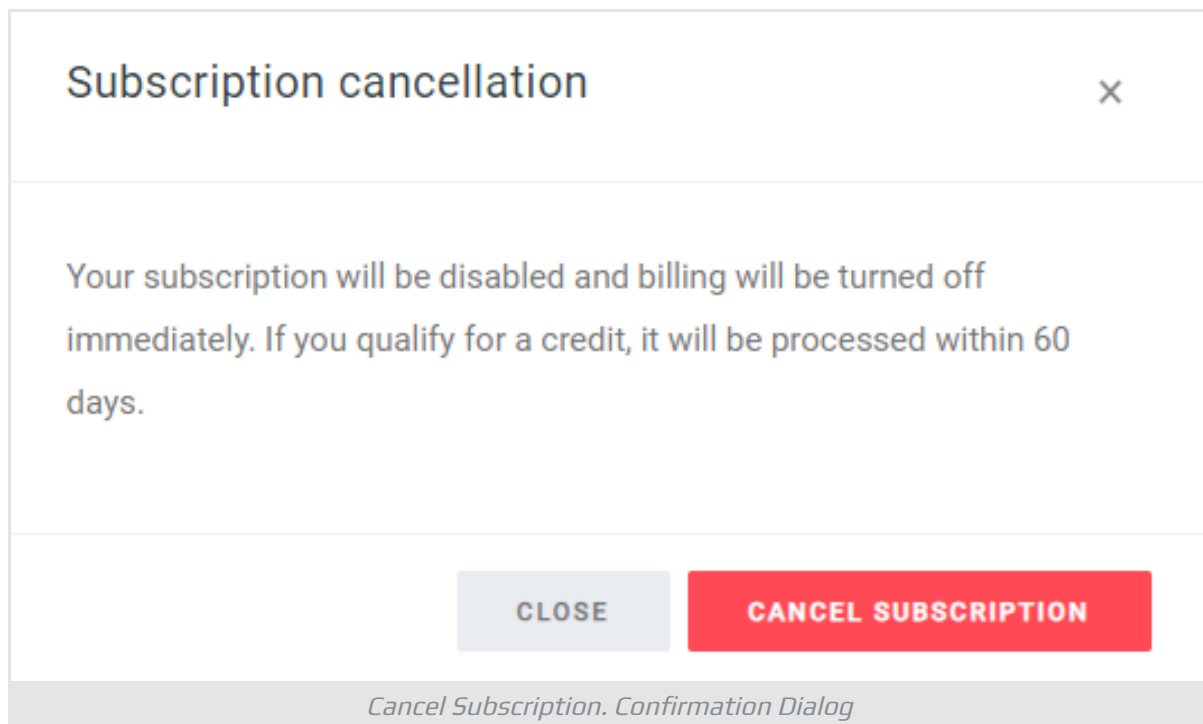 Subscription cancellation
×
Your subscription will be disabled and billing will be turned off
immediately. If you qualify for a credit, it will be processed within 60
days.
CLOSE
CANCEL SUBSCRIPTION
Cancel Subscription. Confirmation Dialog